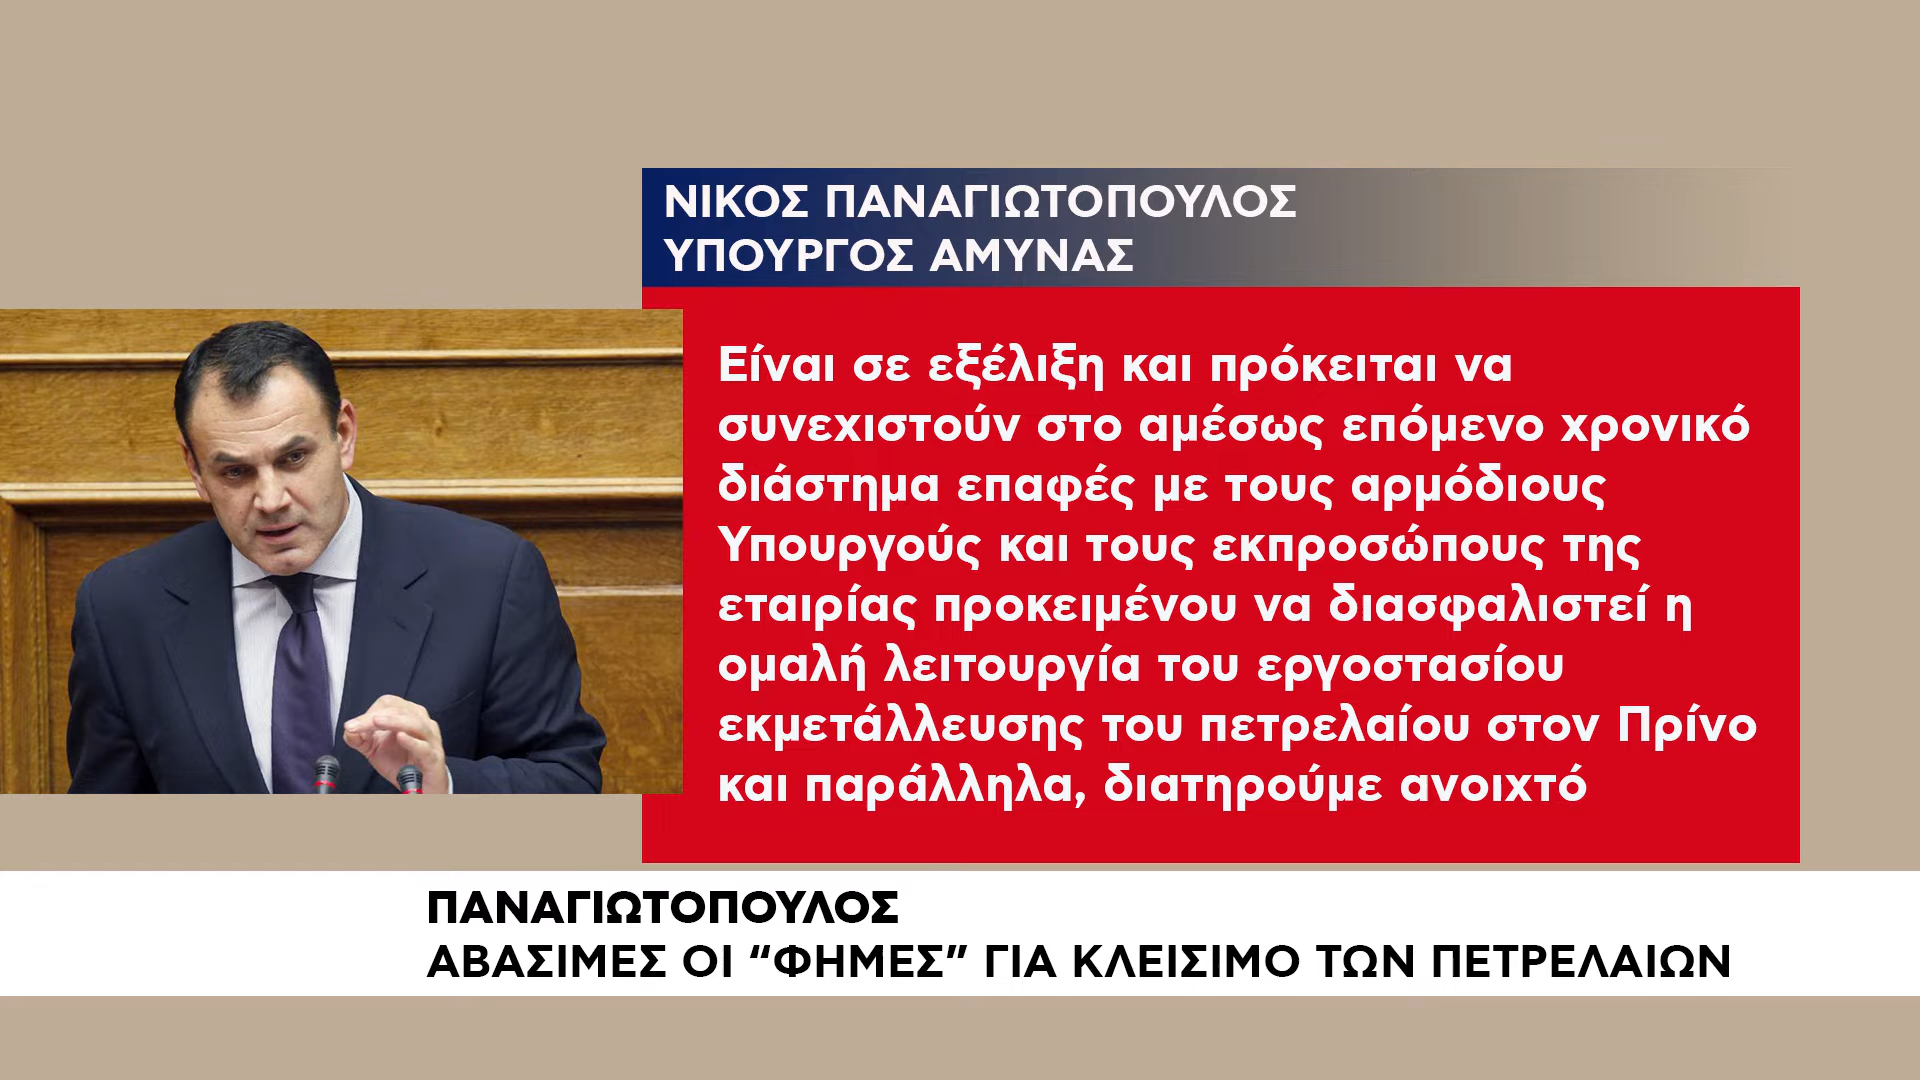 ΝΙΚΟΣ ΠΑΝΑΓΙΩΤΟΠΟΥΛΟΣ
ΥΠΟΥΡΓΟΣ ΑΜΥΝΑΣ
Είναι σε εξέλιξη και πρόκειται να
συνεχιστούν στο αμέσως επόμενο χρονικό
διάστημα επαφές με τους αρμόδιους
Υπουργούς και τους εκπροσώπους της
εταιρίας προκειμένου να διασφαλιστεί η
ομαλή λειτουργία του εργοστασίου
εκμετάλλευσης του πετρελαίου στον Πρίνο
και παράλληλα, διατηρούμε ανοιχτό
ΠΑΝΑΓΙΩΤΟΠΟΥΛΟΣ
ΑΒΑΣΙΜΕΣ ΟΙ “ΦΗΜΕΣ” ΓΙΑ ΚΛΕΙΣΙΜΟ ΤΩΝ ΠΕΤΡΕΛΑΙΩΝ